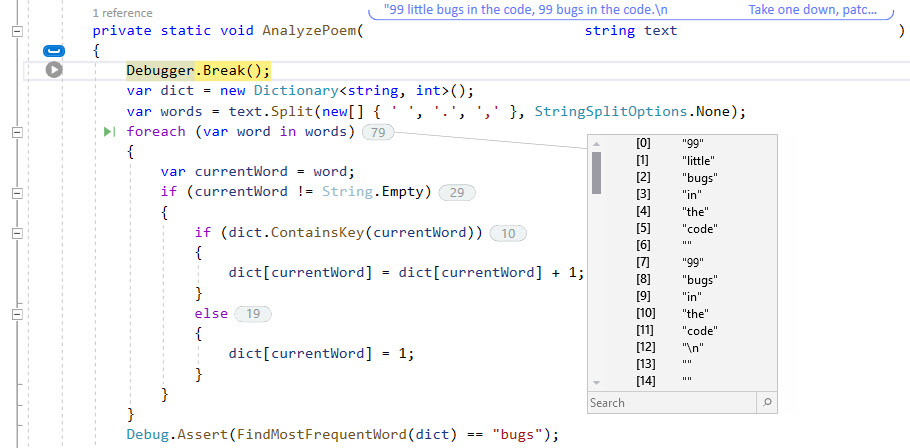 "99 little bugs in the code, 99 bugs in the code.\n Take one down, patc...
1 reference
private static void AnalyzePoem( string text )
{
Debugger.Break();
var dict = new Dictionary<string, int>();
var words = text.Split(new[] { ' ', '.', ',' }, StringSplitOptions.None);
foreach (var word in words) 79
{
var currentWord = word;
if (currentWord != String.Empty) 29
{
if (dict.ContainsKey(currentWord)) 10
{
dict[currentWord] = dict[currentWord] + 1;
}
else 19
{
dict[currentWord] = 1;
}
}
}
Debug.Assert(FindMostFrequentWord(dict) == "bugs");
[0] "99"
[1] "little"
[2] "bugs"
[3] "in"
[4] "the"
[5] "code"
[6] ""
[7] "99"
[8] "bugs"
[9] "in"
[10] "the"
[11] "code"
[12] "\n"
[13] ""
[14] ""
Search